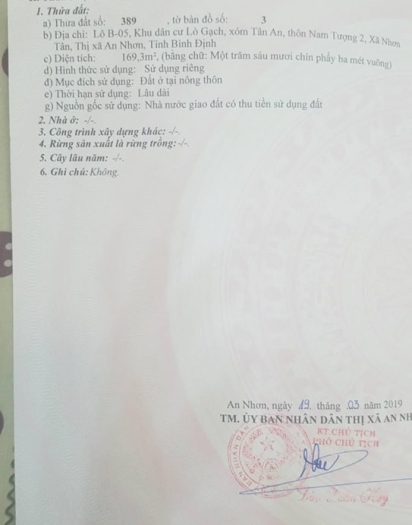 1. Thửa đất:
a) Thửa đất số: 389 , tờ bản đồ số: 3
b) Địa chỉ: Lô B-05, Khu dân cư Lò Gạch, xóm Tân An, thôn Nam Tượng 2, Xã Nhơn
Tân, Thị xã An Nhơn, Tỉnh Bình Định
c) Diện tích: 169,3m², (bằng chữ: Một trăm sáu mươi chín phẩy ba mét vuông)
d) Hình thức sử dụng: Sử dụng riêng
đ) Mục đích sử dụng: Đất ở tại nông thôn
e) Thời hạn sử dụng: Lâu dài
g) Nguồn gốc sử dụng: Nhà nước giao đất có thu tiền sử dụng đất
2. Nhà ở: -/-.
3. Công trình xây dựng khác: -/-.
4. Rừng sản xuất là rừng trồng: -/-.
5. Cây lâu năm: -/-.
6. Ghi chú: Không.
An Nhơn, ngày 19 tháng 03 năm 2019
TM. ỦY BAN NHÂN DÂN THỊ XÃ AN NH
KT CHỦ TỊCH
PHÓ CHỦ TỊCH